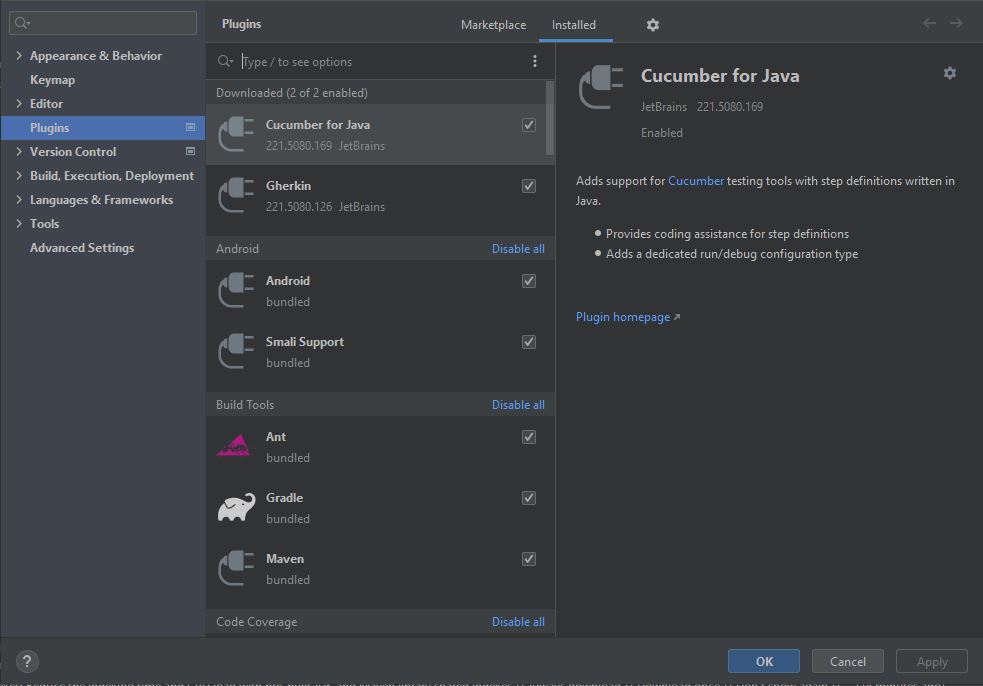 Appearance & Behavior
Keymap
Editor
Plugins
Version Control
Build, Execution, Deployment
Languages & Frameworks
Tools
Advanced Settings
Plugins
Marketplace
Installed
Type / to see options
Downloaded (2 of 2 enabled)
Cucumber for Java
221.5080.169 JetBrains
Gherkin
221.5080.126 JetBrains
Android
Disable all
Android
bundled
Smali Support
bundled
Build Tools
Disable all
Ant
bundled
Gradle
bundled
Maven
bundled
Code Coverage
Disable all
Cucumber for Java
JetBrains 221.5080.169
Enabled
Adds support for Cucumber testing tools with step definitions written in
Java.
Provides coding assistance for step definitions
Adds a dedicated run/debug configuration type
Plugin homepage
?
OK
Cancel
Apply